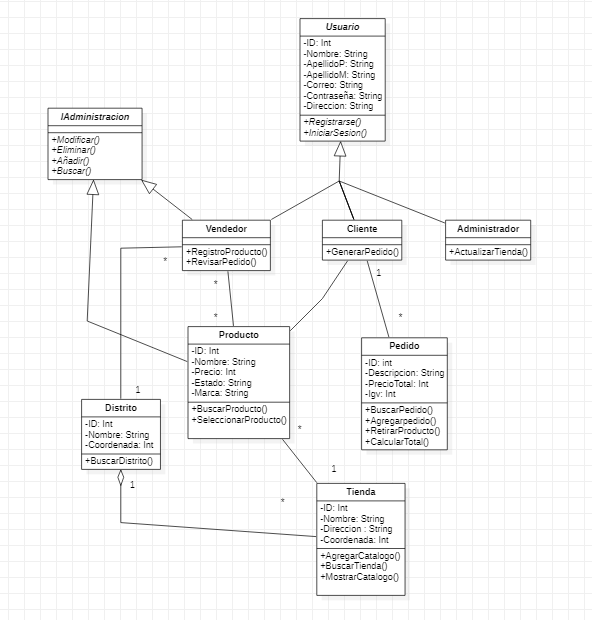 Usuario
-ID: Int
-Nombre: String
-ApellidoP: String
-ApellidoM: String
-Correo: String
-Contraseña: String
-Direccion: String
+Registrarse()
+IniciarSesion()
IAdministracion
+Modificar()
+Eliminar()
+Añadir()
+Buscar()
Vendedor
+RegistroProducto()
+RevisarPedido()
Cliente
+GenerarPedido()
Administrador
+ActualizarTienda()
*
*
1
*
*
Producto
-ID: Int
-Nombre: String
-Precio: Int
-Estado: String
-Marca: String
+BuscarProducto()
+SeleccionarProducto()
Pedido
-ID: int
-Descripcion: String
-PrecioTotal: Int
-Igv: Int
+BuscarPedido()
+Agregarpedido()
+RetirarProducto()
+CalcularTotal()
1
Distrito
-ID: Int
-Nombre: String
-Coordenada: Int
+BuscarDistrito()
*
1
1
*
Tienda
-ID: Int
-Nombre: String
-Direccion : String
-Coordenada: Int
+AgregarCatalogo()
+BuscarTienda()
+MostrarCatalogo()